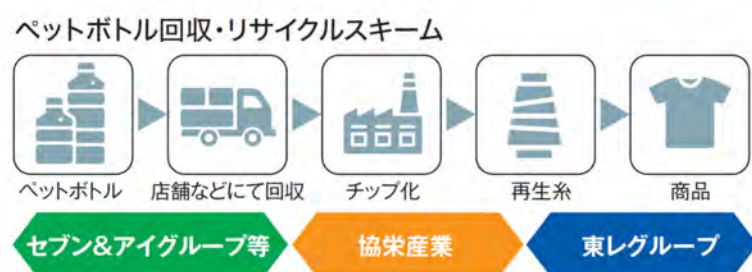 ペットボトル回収・リサイクルスキーム
ペットボトル
店舗などにて回収
チップ化
再生糸
商品
セブン&アイグループ等
協栄産業
東レグループ